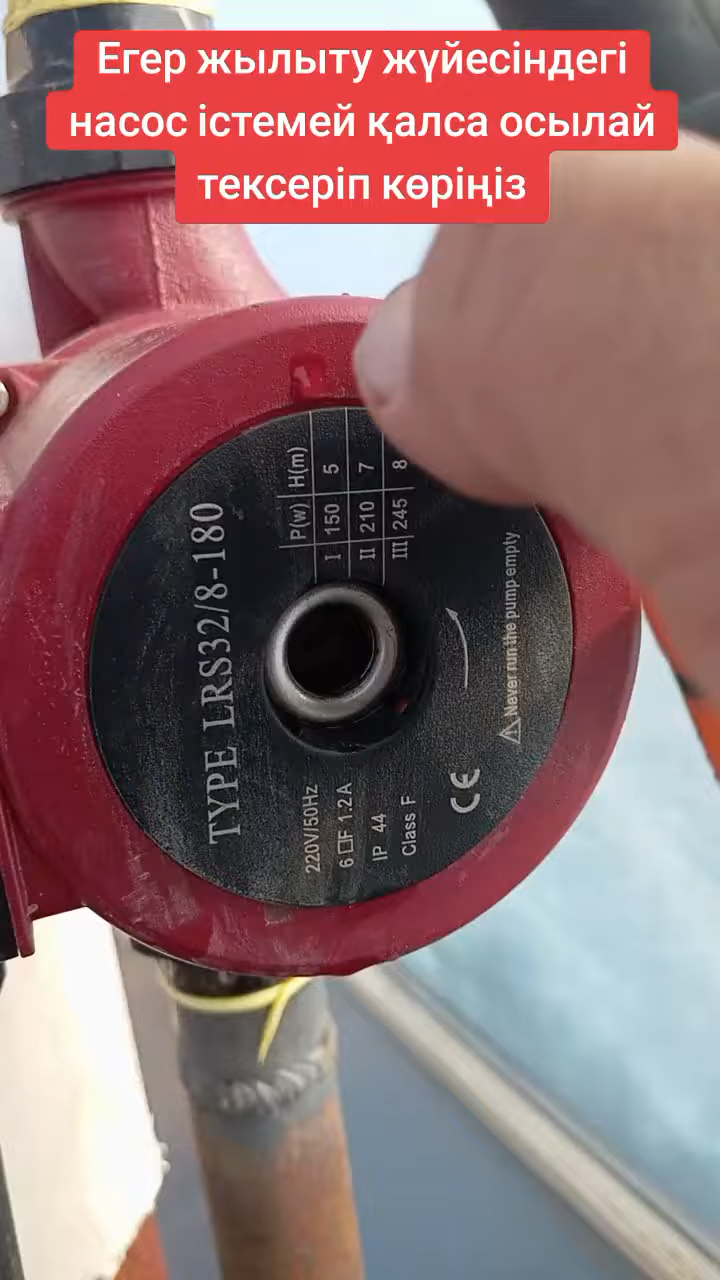 Егер жылыту жүйесіндегі
насос істемей қалса осылай
тексеріп көріңіз
TYPE LRS32/8-180
P(w) H(m)
I 150 5
II 210 7
III 245 8
220V/50Hz
6 □F 1.2A
IP 44
Class F
CE
Never run the pump empty